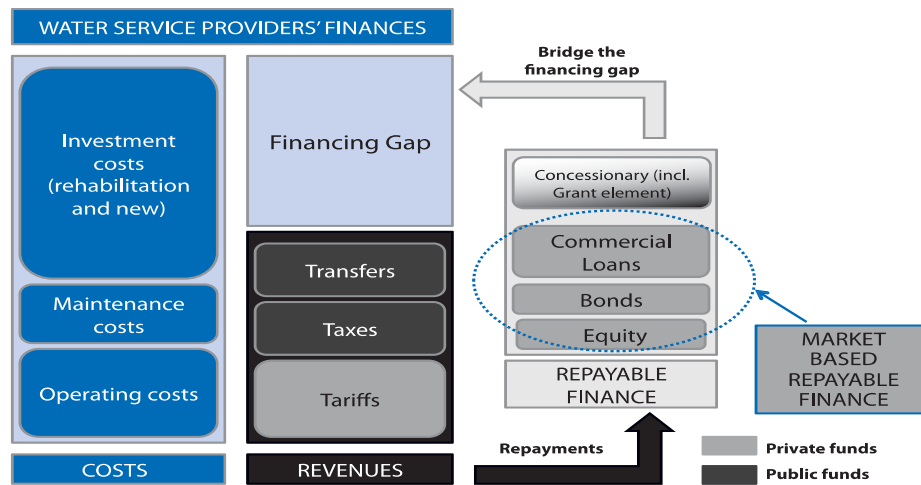 WATER SERVICE PROVIDERS’ FINANCES
Investment
costs
(rehabilitation
and new)
Maintenance
costs
Operating costs
COSTS
Financing Gap
Transfers
Taxes
Tariffs
REVENUES
Bridge the
financing gap
Concessionary (incl.
Grant element)
Commercial
Loans
Bonds
Equity
REPAYABLE
FINANCE
Repayments
MARKET
BASED
REPAYABLE
FINANCE
Private funds
Public funds